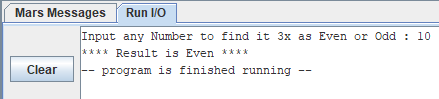 Mars Messages Run I/O
Input any Number to find it 3x as Even or Odd : 10
**** Result is Even ****
-- program is finished running --
Clear